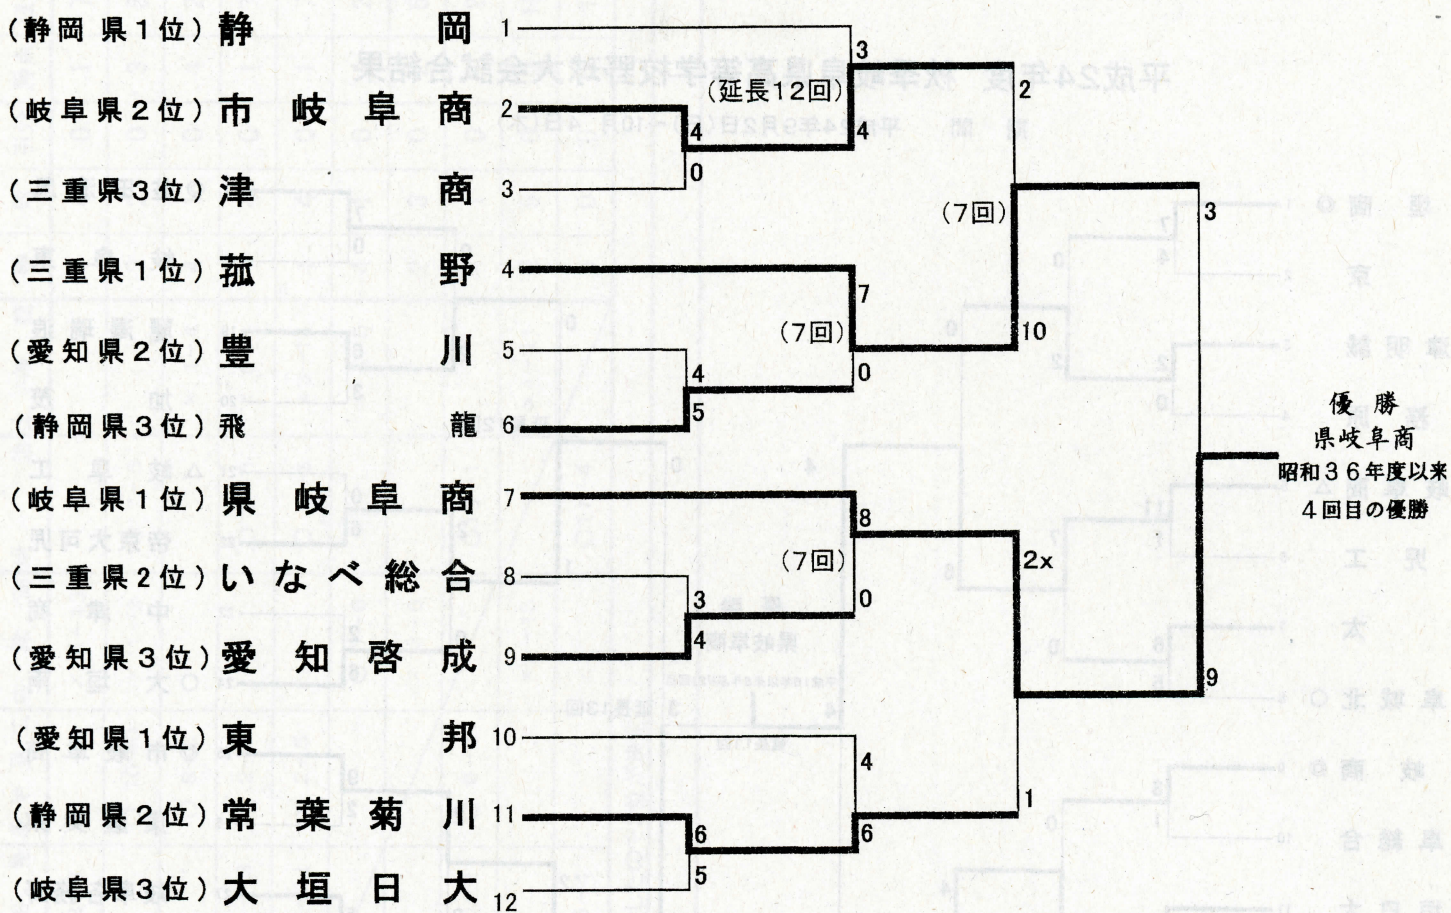 (静岡県1位) 静岡 1
(岐阜県2位) 市岐阜商 2
(三重県3位) 津商 3
(三重県1位) 菰野 4
(愛知県2位) 豊川 5
(静岡県3位) 飛龍 6
(岐阜県1位) 県岐阜商 7
(三重県2位) いなべ総合 8
(愛知県3位) 愛知啓成 9
(愛知県1位) 東邦 10
(静岡県2位) 常葉菊川 11
(岐阜県3位) 大垣日大 12
4
0
4
5
3
4
6
5
3
(延長12回)
4
7
(7回)
0
8
(7回)
0
4
6
2
(7回)
10
2x
1
3
9
優勝
県岐阜商
昭和36年度以来
4回目の優勝